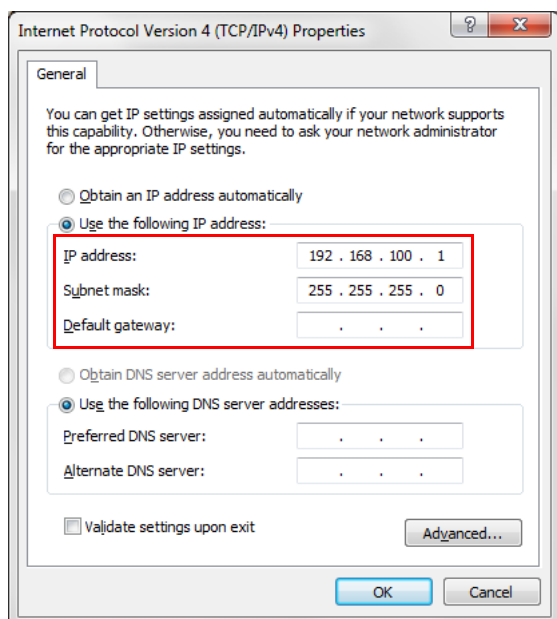 Internet Protocol Version 4 (TCP/IPv4) Properties
General
You can get IP settings assigned automatically if your network supports
this capability. Otherwise, you need to ask your network administrator
for the appropriate IP settings.
Obtain an IP address automatically
Use the following IP address:
IP address: 192 . 168 . 100 . 1
Subnet mask: 255 . 255 . 255 . 0
Default gateway: . . .
Obtain DNS server address automatically
Use the following DNS server addresses:
Preferred DNS server: . . .
Alternate DNS server: . . .
Validate settings upon exit
Advanced...
OK Cancel